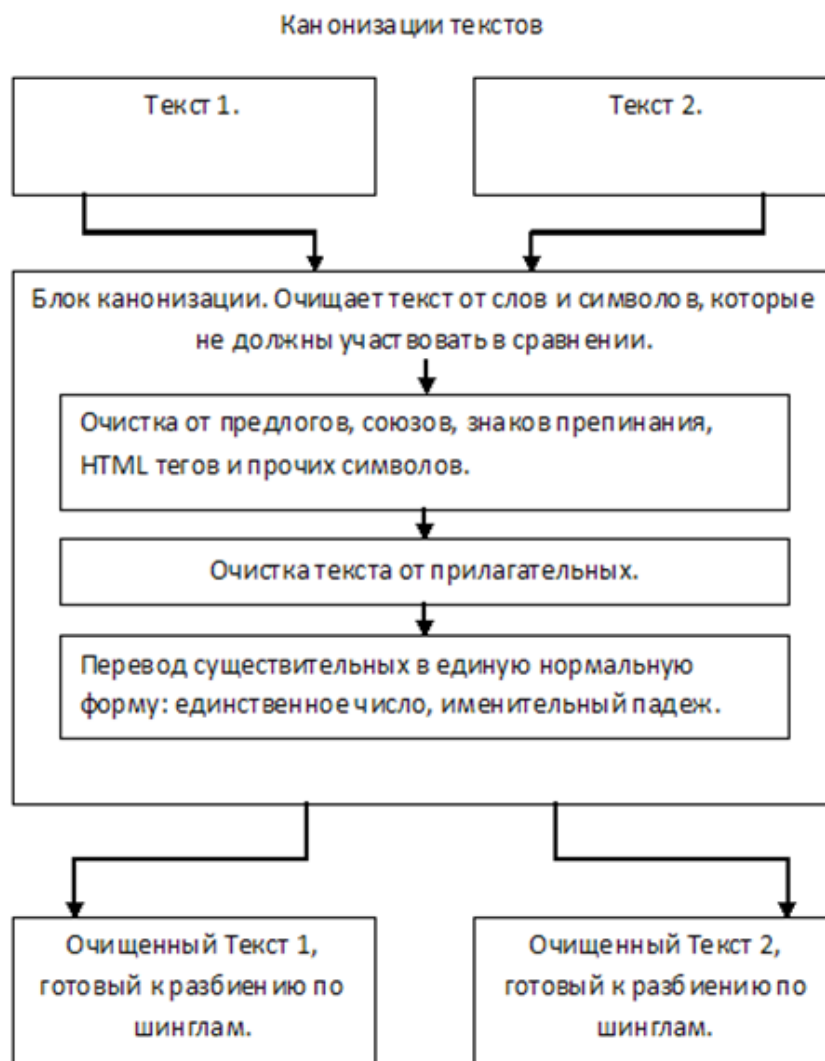 Канонизации текстов
Текст 1.
Текст 2.
Блок канонизации. Очищает текст от слов и символов, которые
не должны участвовать в сравнении.
Очистка от предлогов, союзов, знаков препинания,
HTML тегов и прочих символов.
Очистка текста от прилагательных.
Перевод существительных в единую нормальную
форму: единственное число, именительный падеж.
Очищенный Текст 1,
готовый к разбиению по
шинглам.
Очищенный Текст 2,
готовый к разбиению по
шинглам.